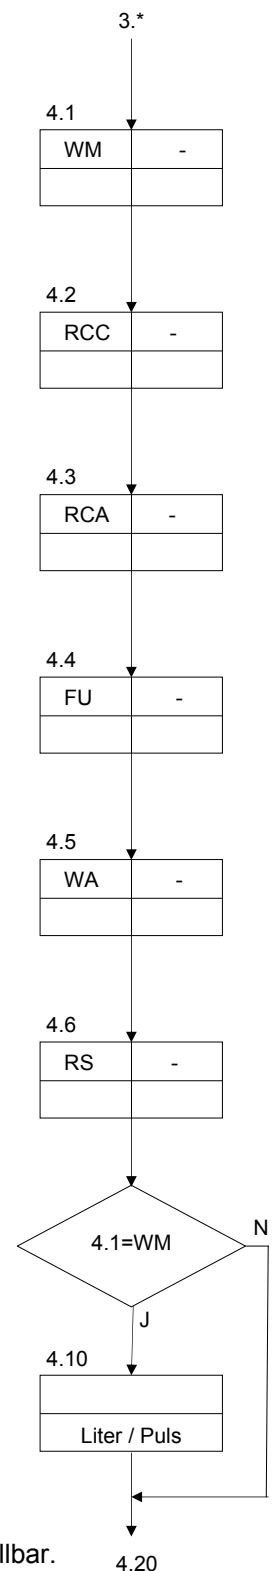 3.*
4.1
WM -
4.2
RCC -
4.3
RCA -
4.4
FU -
4.5
WA -
4.6
RS -
4.1=WM N
J
4.10
Liter / Puls
llbar. 4.20